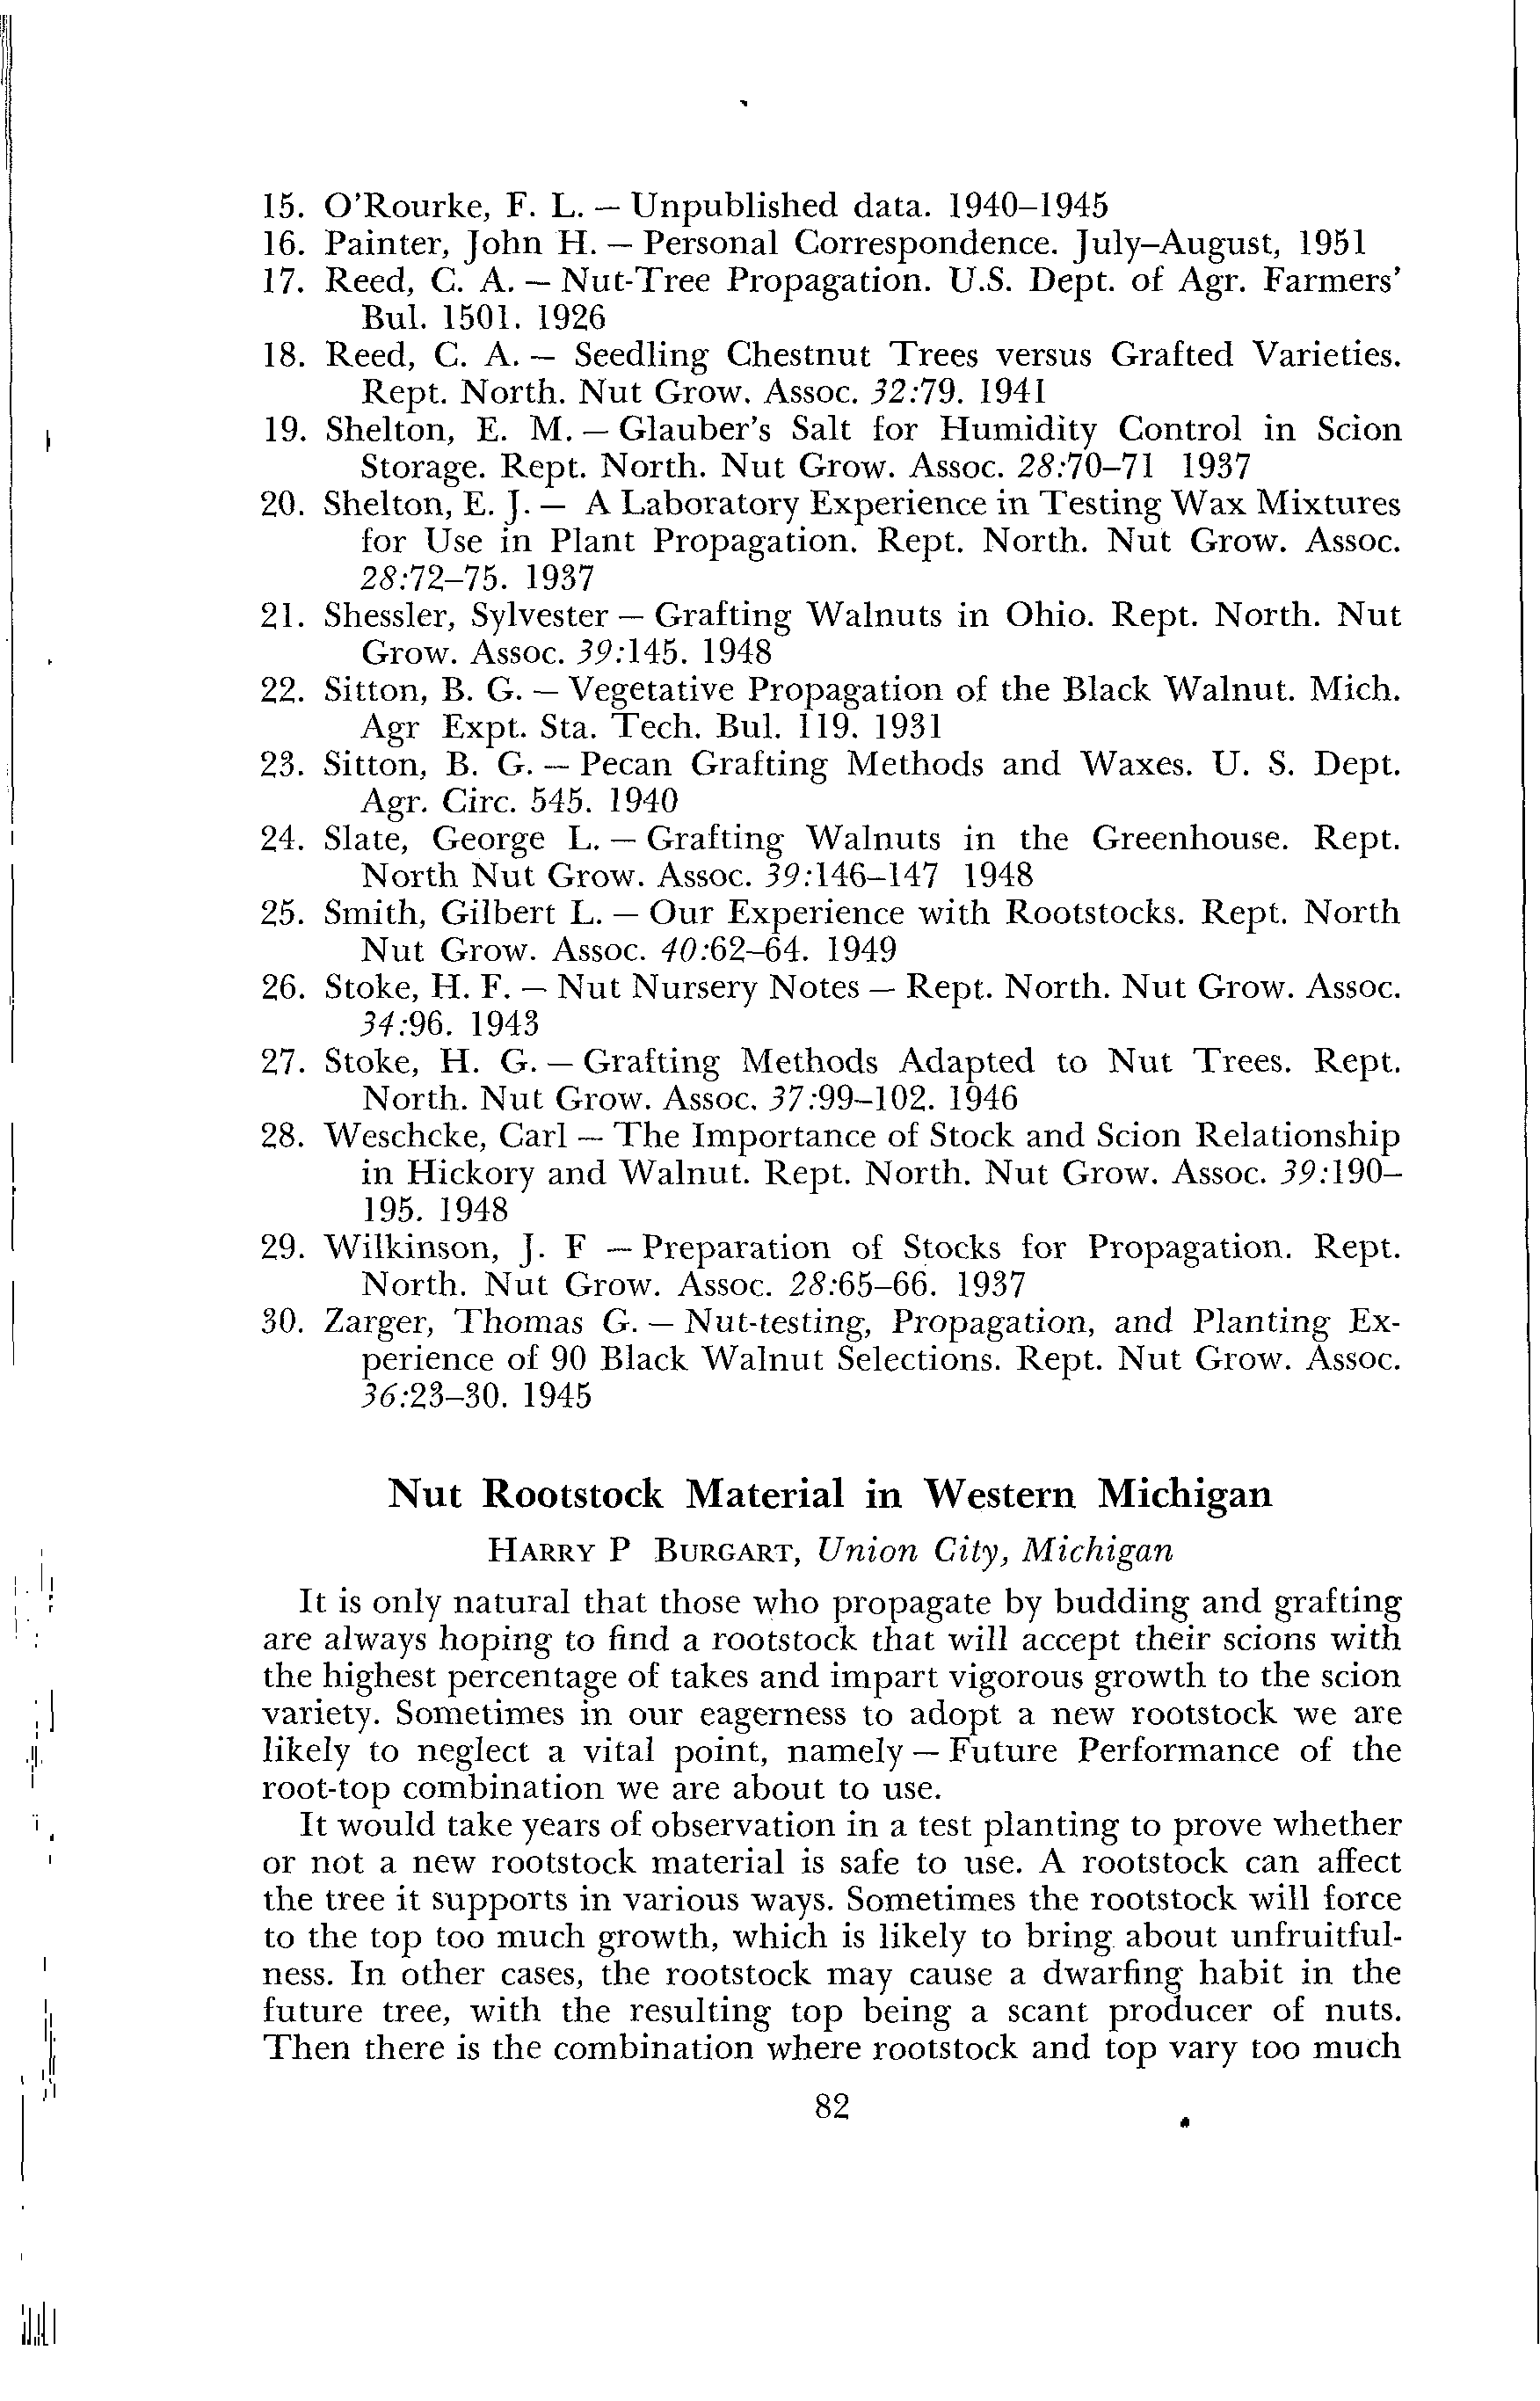 15. O'Rourke, F. L. — Unpublished data. 1940–1945
16. Painter, John H. — Personal Correspondence. July–August, 1951
17. Reed, C. A. — Nut-Tree Propagation. U.S. Dept. of Agr. Farmers'
Bul. 1501. 1926
18. Reed, C. A. — Seedling Chestnut Trees versus Grafted Varieties.
Rept. North. Nut Grow. Assoc. 32:79. 1941
19. Shelton, E. M. — Glauber's Salt for Humidity Control in Scion
Storage. Rept. North. Nut Grow. Assoc. 28:70–71 1937
20. Shelton, E. J. — A Laboratory Experience in Testing Wax Mixtures
for Use in Plant Propagation. Rept. North. Nut Grow. Assoc.
28:72–75. 1937
21. Shessler, Sylvester — Grafting Walnuts in Ohio. Rept. North. Nut
Grow. Assoc. 39:145. 1948
22. Sitton, B. G. — Vegetative Propagation of the Black Walnut. Mich.
Agr Expt. Sta. Tech. Bul. 119. 1931
23. Sitton, B. G. — Pecan Grafting Methods and Waxes. U. S. Dept.
Agr. Circ. 545. 1940
24. Slate, George L. — Grafting Walnuts in the Greenhouse. Rept.
North Nut Grow. Assoc. 39:146–147 1948
25. Smith, Gilbert L. — Our Experience with Rootstocks. Rept. North
Nut Grow. Assoc. 40:62–64. 1949
26. Stoke, H. F. — Nut Nursery Notes — Rept. North. Nut Grow. Assoc.
34:96. 1943
27. Stoke, H. G. — Grafting Methods Adapted to Nut Trees. Rept.
North. Nut Grow. Assoc. 37:99–102. 1946
28. Weschcke, Carl — The Importance of Stock and Scion Relationship
in Hickory and Walnut. Rept. North. Nut Grow. Assoc. 39:190–
195. 1948
29. Wilkinson, J. F — Preparation of Stocks for Propagation. Rept.
North. Nut Grow. Assoc. 28:65–66. 1937
30. Zarger, Thomas G. — Nut-testing, Propagation, and Planting Ex-
perience of 90 Black Walnut Selections. Rept. Nut Grow. Assoc.
36:23–30. 1945
Nut Rootstock Material in Western Michigan
HARRY P BURGART, Union City, Michigan
It is only natural that those who propagate by budding and grafting
are always hoping to find a rootstock that will accept their scions with
the highest percentage of takes and impart vigorous growth to the scion
variety. Sometimes in our eagerness to adopt a new rootstock we are
likely to neglect a vital point, namely — Future Performance of the
root-top combination we are about to use.
It would take years of observation in a test planting to prove whether
or not a new rootstock material is safe to use. A rootstock can affect
the tree it supports in various ways. Sometimes the rootstock will force
to the top too much growth, which is likely to bring about unfruitful-
ness. In other cases, the rootstock may cause a dwarfing habit in the
future tree, with the resulting top being a scant producer of nuts.
Then there is the combination where rootstock and top vary too much
82